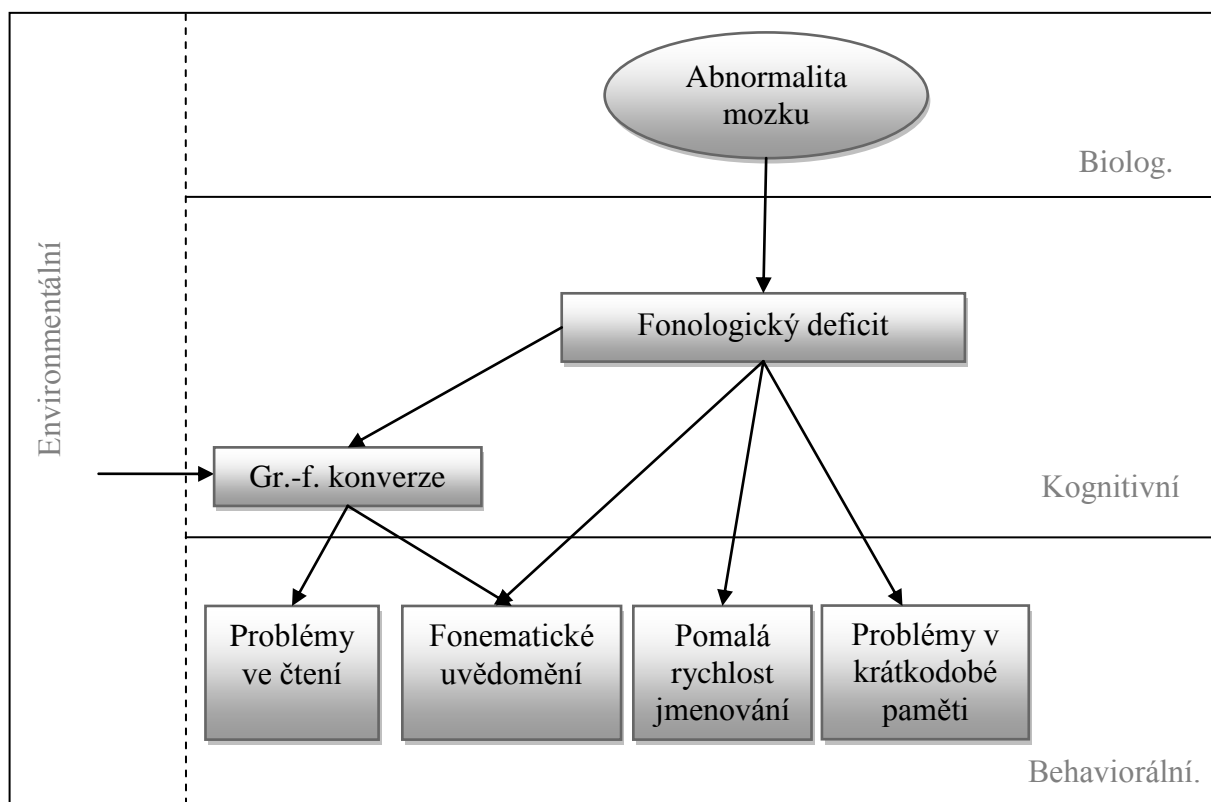 Abnormalita
mozku
Biolog.
Environmentální
Fonologický deficit
Gr.-f. konverze
Kognitivní
Problémy
ve čtení
Fonematické
uvědomění
Pomalá
rychlost
jmenování
Problémy v
krátkodobé
paměti
Behaviorální.